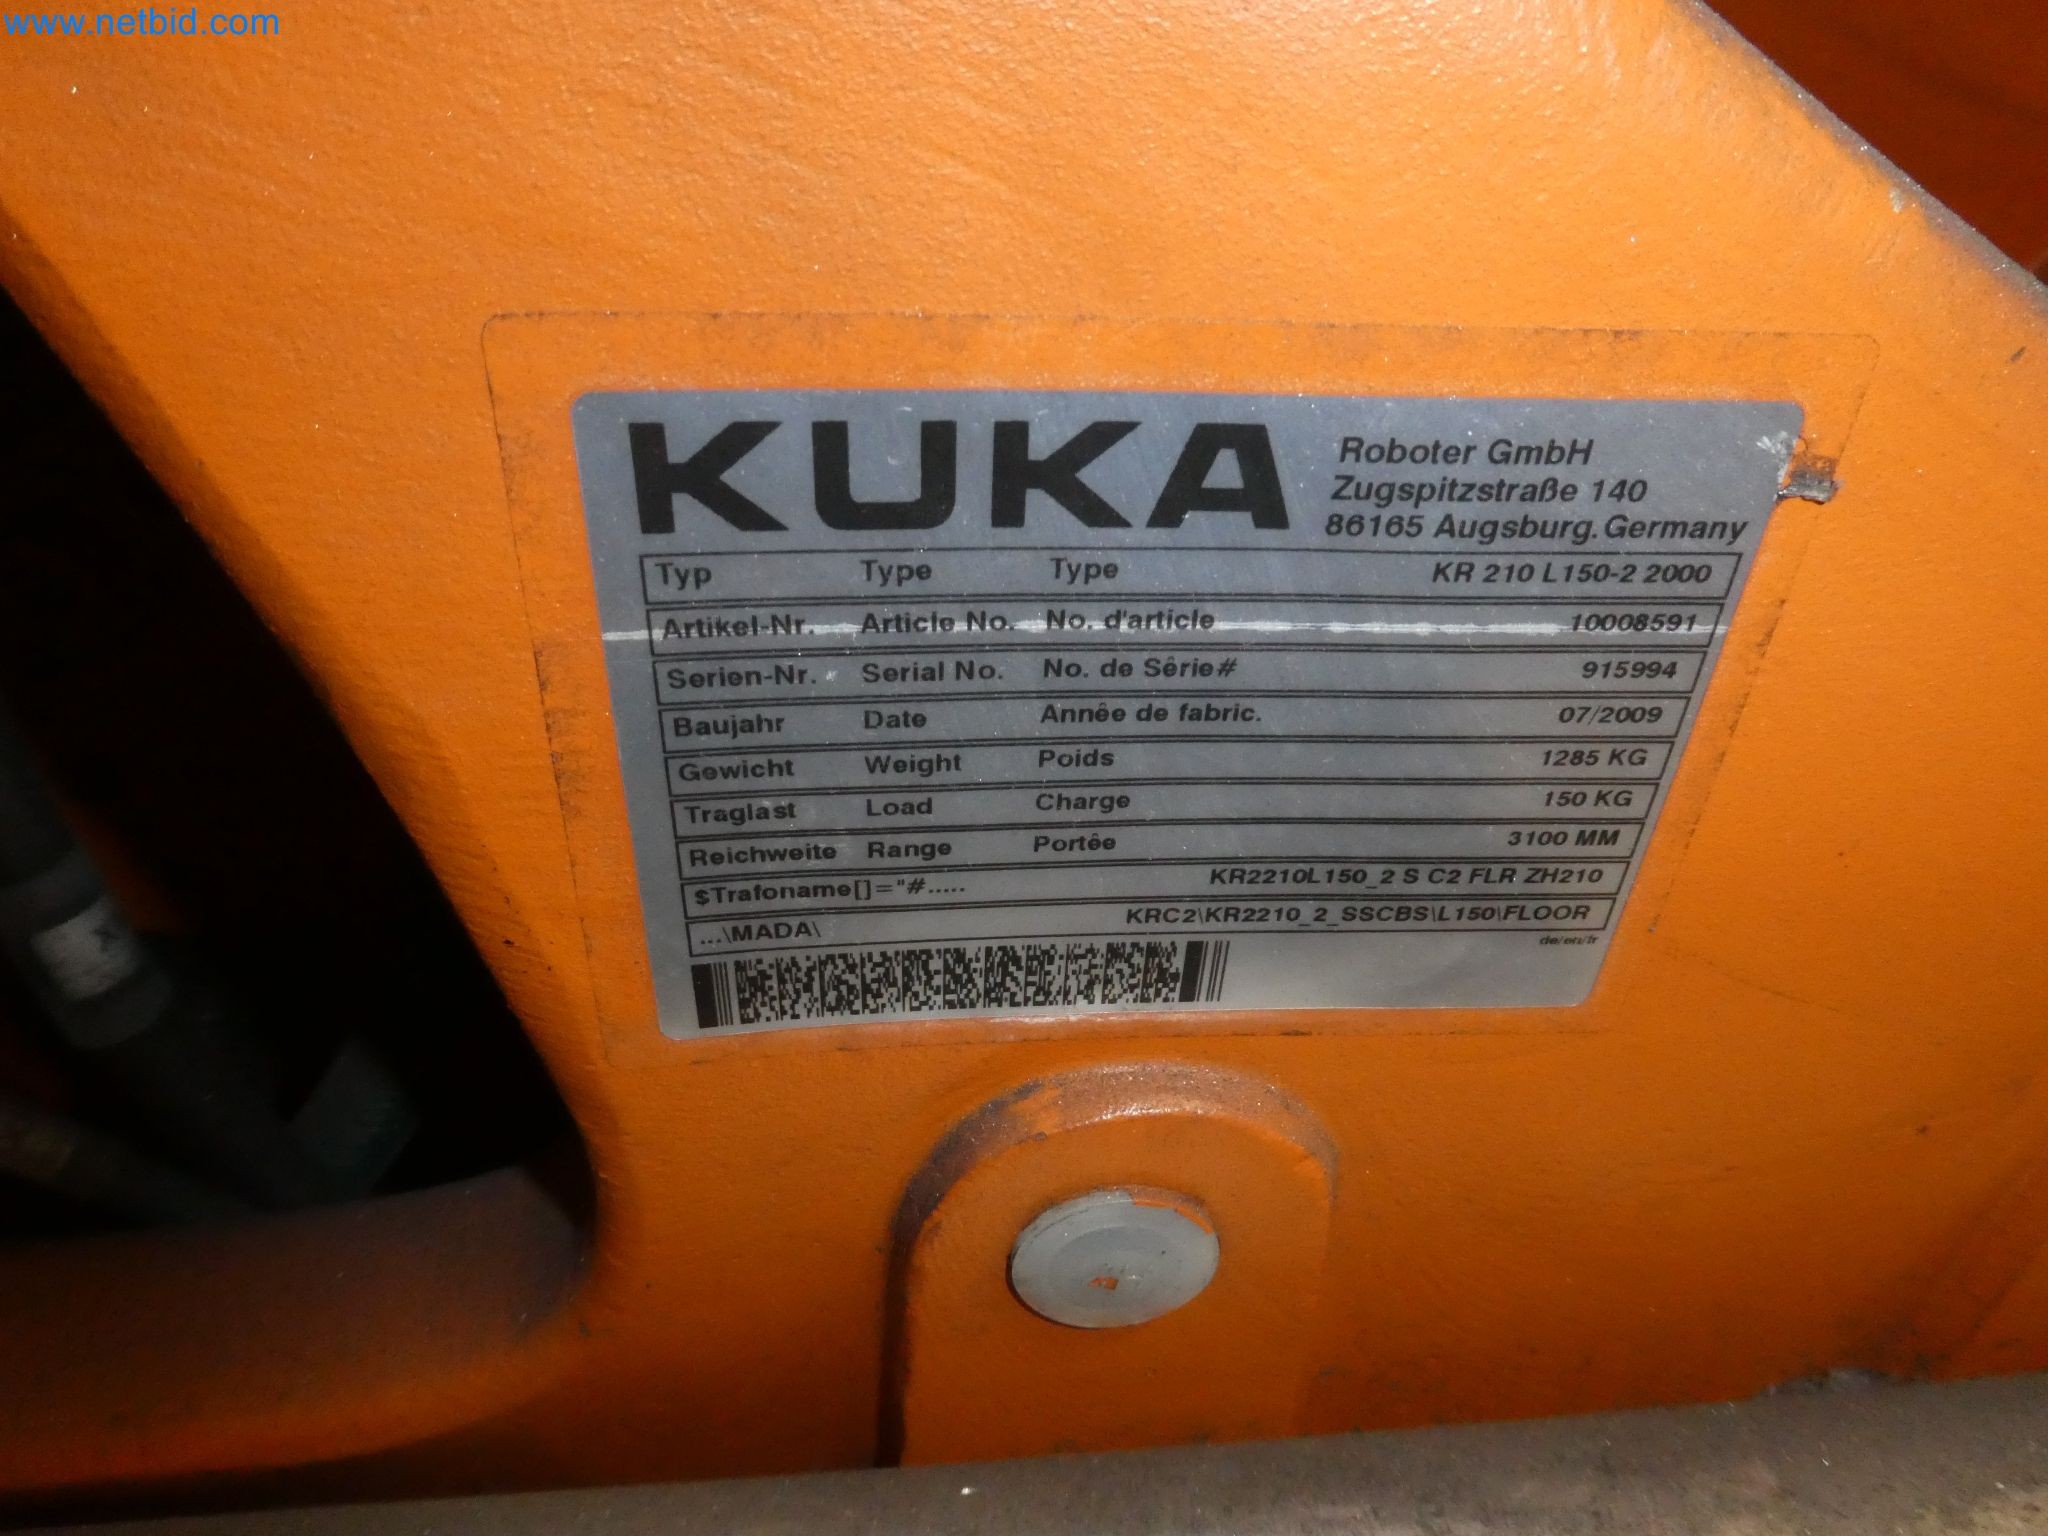 www.netbid.com
KUKA
Roboter GmbH
Zugspitzstraße 140
86165 Augsburg. Germany
Typ Type Type KR 210 L150-2 2000
Artikel-Nr. Article No. No. d'article 10008591
Serien-Nr. Serial No. No. de Sêrie# 915994
Baujahr Date Annêe de fabric. 07/2009
Gewicht Weight Poids 1285 KG
Traglast Load Charge 150 KG
Reichweite Range Portêe 3100 MM
$Trafoname[]="#..... KR2210L150_2 S C2 FLR ZH210
...\MADA\ KRC2\KR2210_2_SSCBS\L150\FLOOR
de/en/fr